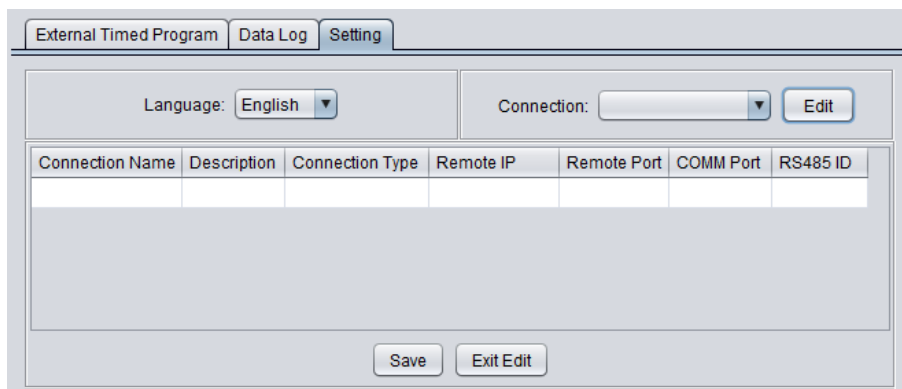 External Timed Program Data Log Setting
Language: English Connection: Edit
Connection Name Description Connection Type Remote IP Remote Port COMM Port RS485 ID
Save Exit Edit